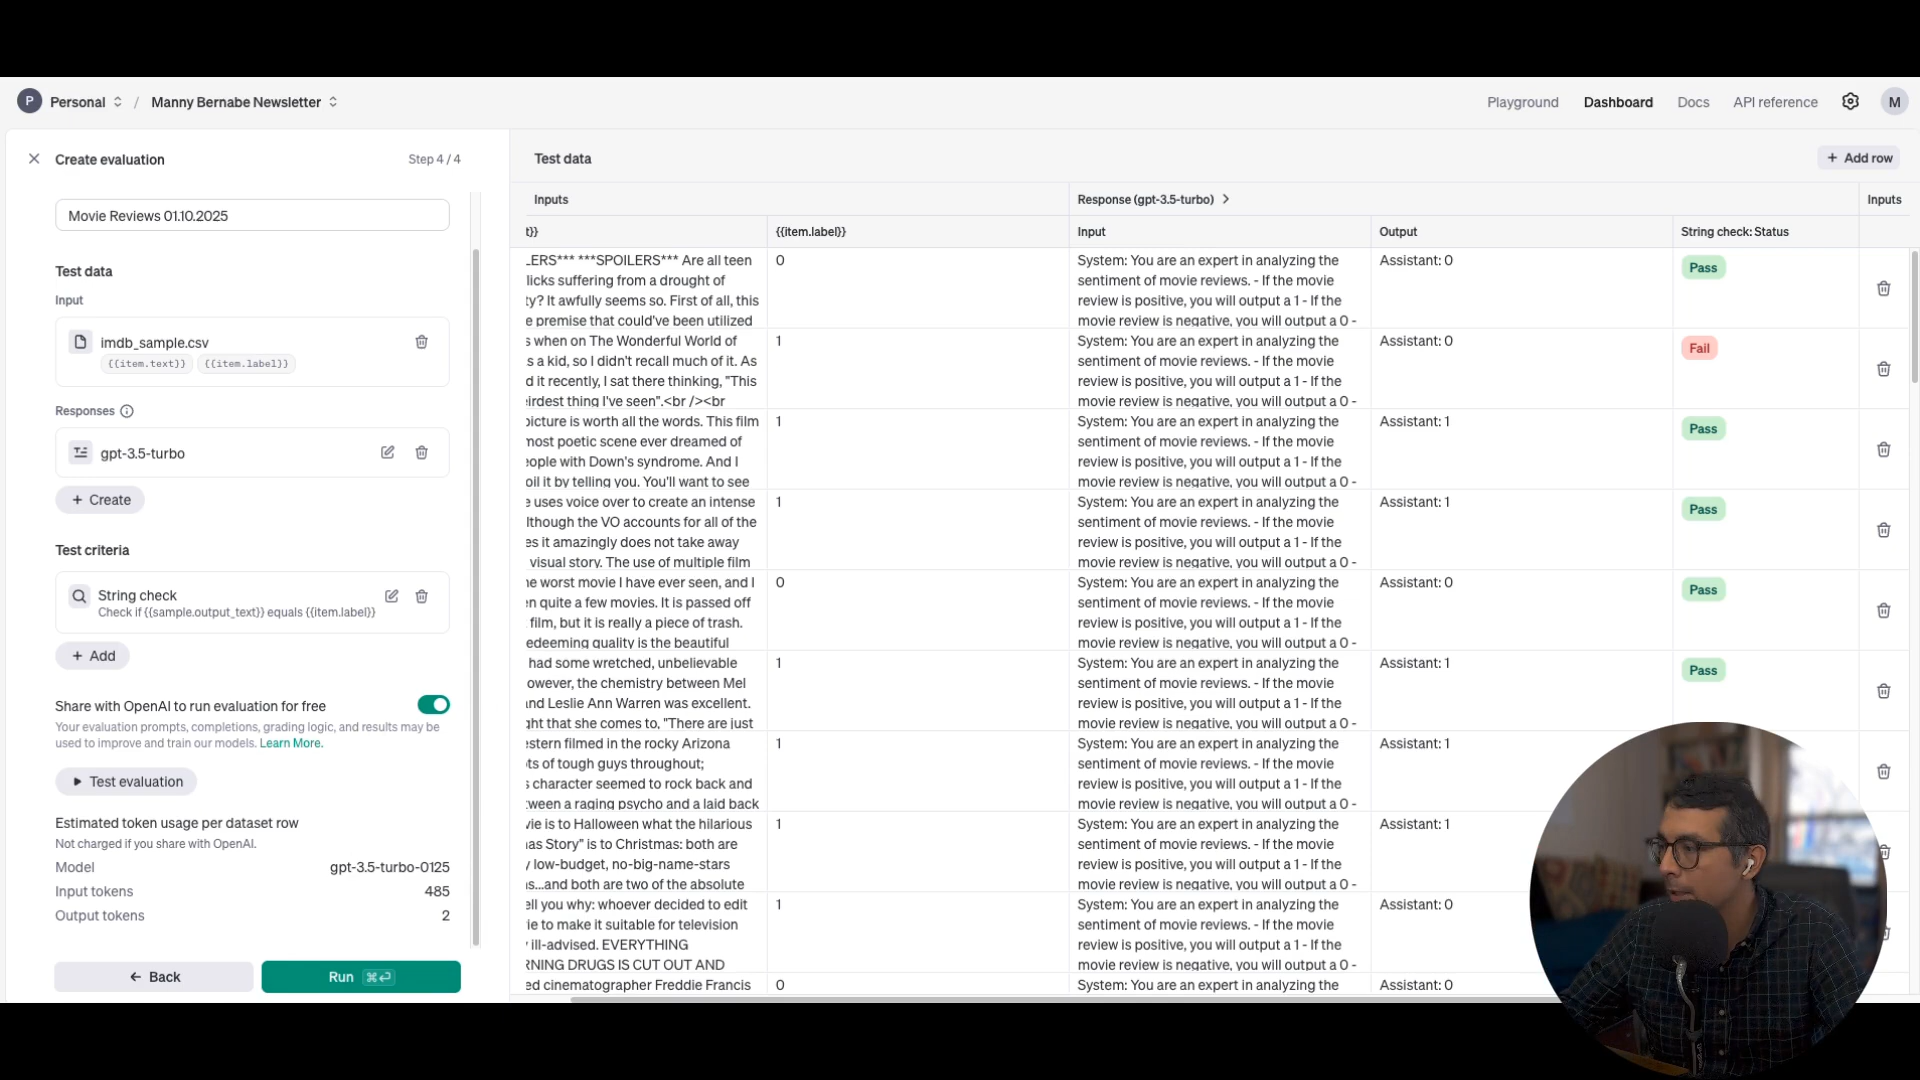 P Personal / Manny Bernabe Newsletter
Playground Dashboard Docs API reference M
Create evaluation Step 4 / 4
Movie Reviews 01.10.2025
Test data
Input
imdb_sample.csv
{{item.text}} {{item.label}}
Responses
gpt-3.5-turbo
+ Create
Test criteria
String check
Check if {{sample.output_text}} equals {{item.label}}
+ Add
Share with OpenAI to run evaluation for free
Your evaluation prompts, completions, grading logic, and results may be
used to improve and train our models. Learn More.
Test evaluation
Estimated token usage per dataset row
Not charged if you share with OpenAI.
Model gpt-3.5-turbo-0125
Input tokens 485
Output tokens 2
← Back
Run ⌘↵
Test data + Add row
Inputs Response (gpt-3.5-turbo) > Inputs
t}} {{item.label}} Input Output String check: Status
LERS*** ***SPOILERS*** Are all teen
licks suffering from a drought of
ty? It awfully seems so. First of all, this
e premise that could've been utilized
0
System: You are an expert in analyzing the
sentiment of movie reviews. - If the movie
review is positive, you will output a 1 - If the
movie review is negative, you will output a 0 -
Assistant: 0
Pass
s when on The Wonderful World of
s a kid, so I didn't recall much of it. As
d it recently, I sat there thinking, "This
eirdest thing I've seen".<br /><br
1
System: You are an expert in analyzing the
sentiment of movie reviews. - If the movie
review is positive, you will output a 1 - If the
movie review is negative, you will output a 0 -
Assistant: 0
Fail
picture is worth all the words. This film
most poetic scene ever dreamed of
eople with Down's syndrome. And I
oil it by telling you. You'll want to see
1
System: You are an expert in analyzing the
sentiment of movie reviews. - If the movie
review is positive, you will output a 1 - If the
movie review is negative, you will output a 0 -
Assistant: 1
Pass
e uses voice over to create an intense
lthough the VO accounts for all of the
es it amazingly does not take away
visual story. The use of multiple film
1
System: You are an expert in analyzing the
sentiment of movie reviews. - If the movie
review is positive, you will output a 1 - If the
movie review is negative, you will output a 0 -
Assistant: 1
Pass
he worst movie I have ever seen, and I
en quite a few movies. It is passed off
film, but it is really a piece of trash.
edeeming quality is the beautiful
0
System: You are an expert in analyzing the
sentiment of movie reviews. - If the movie
review is positive, you will output a 1 - If the
movie review is negative, you will output a 0 -
Assistant: 0
Pass
had some wretched, unbelievable
owever, the chemistry between Mel
nd Leslie Ann Warren was excellent.
ght that she comes to, "There are just
1
System: You are an expert in analyzing the
sentiment of movie reviews. - If the movie
review is positive, you will output a 1 - If the
movie review is negative, you will output a 0 -
Assistant: 1
Pass
estern filmed in the rocky Arizona
ots of tough guys throughout;
s character seemed to rock back and
tween a raging psycho and a laid back
1
System: You are an expert in analyzing the
sentiment of movie reviews. - If the movie
review is positive, you will output a 1 - If the
movie review is negative, you will output a 0 -
Assistant: 1
vie is to Halloween what the hilarious
nas Story" is to Christmas: both are
y low-budget, no-big-name-stars
s...and both are two of the absolute
1
System: You are an expert in analyzing the
sentiment of movie reviews. - If the movie
review is positive, you will output a 1 - If the
movie review is negative, you will output a 0 -
Assistant: 1
ell you why: whoever decided to edit
vie to make it suitable for television
ill-advised. EVERYTHING
RNING DRUGS IS CUT OUT AND
1
System: You are an expert in analyzing the
sentiment of movie reviews. - If the movie
review is positive, you will output a 1 - If the
movie review is negative, you will output a 0 -
Assistant: 0
ed cinematographer Freddie Francis
0
System: You are an expert in analyzing the
Assistant: 0